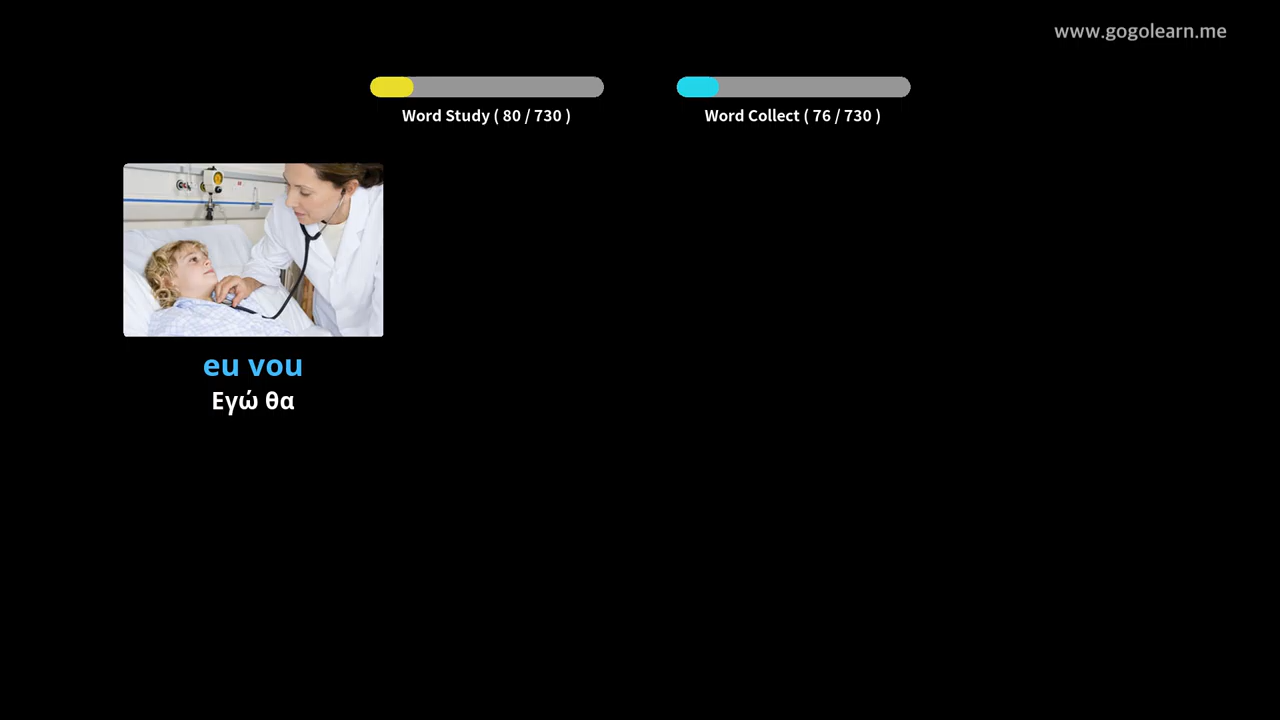 www.gogolearn.me
Word Study ( 80 / 730 )
Word Collect ( 76 / 730 )
eu vou
Εγώ θα